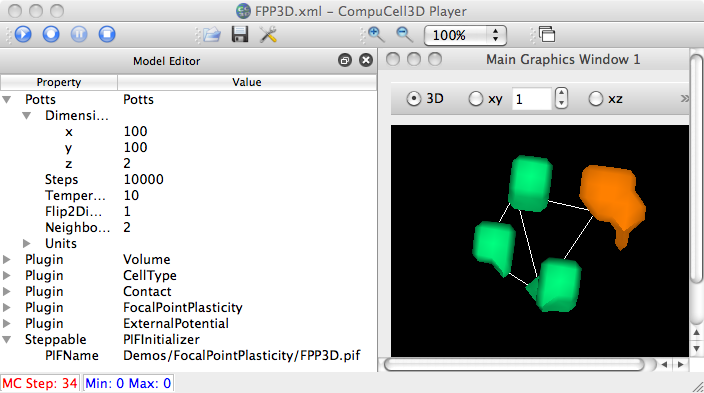 FPP3D.xml - CompuCell3D Player
100%
Model Editor
Property Value
Potts Potts
Dimensi...
x 100
y 100
z 2
Steps 10000
Temper... 10
Flip2Di... 1
Neighbo... 2
Units
Plugin Volume
Plugin CellType
Plugin Contact
Plugin FocalPointPlasticity
Plugin ExternalPotential
Steppable PIFInitializer
PIFName Demos/FocalPointPlasticity/FPP3D.pif
Main Graphics Window 1
3D xy 1 xz »
MC Step: 34 Min: 0 Max: 0